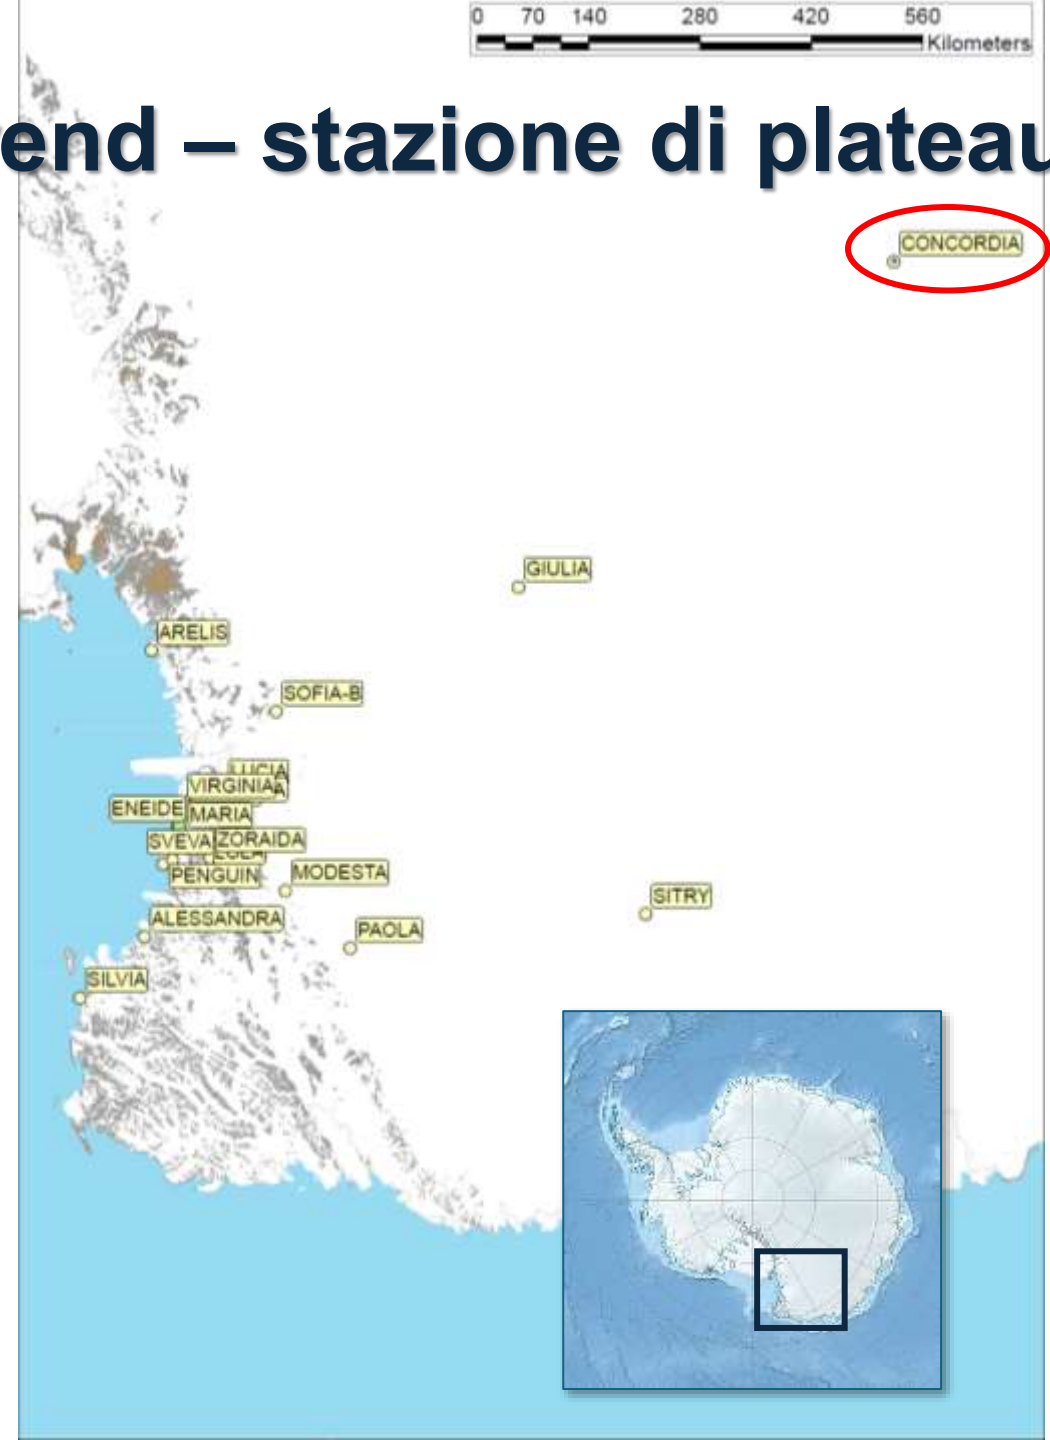 0 70 140 280 420 560
Kilometers
end – stazione di plateau
CONCORDIA
GIULIA
ARELIS
SOFIA-B
LUCIA
VIRGINIA
ENEIDE
MARIA
SVEVA
ZORAIDA
PENGUIN
MODESTA
SITRY
ALESSANDRA
PAOLA
SILVIA